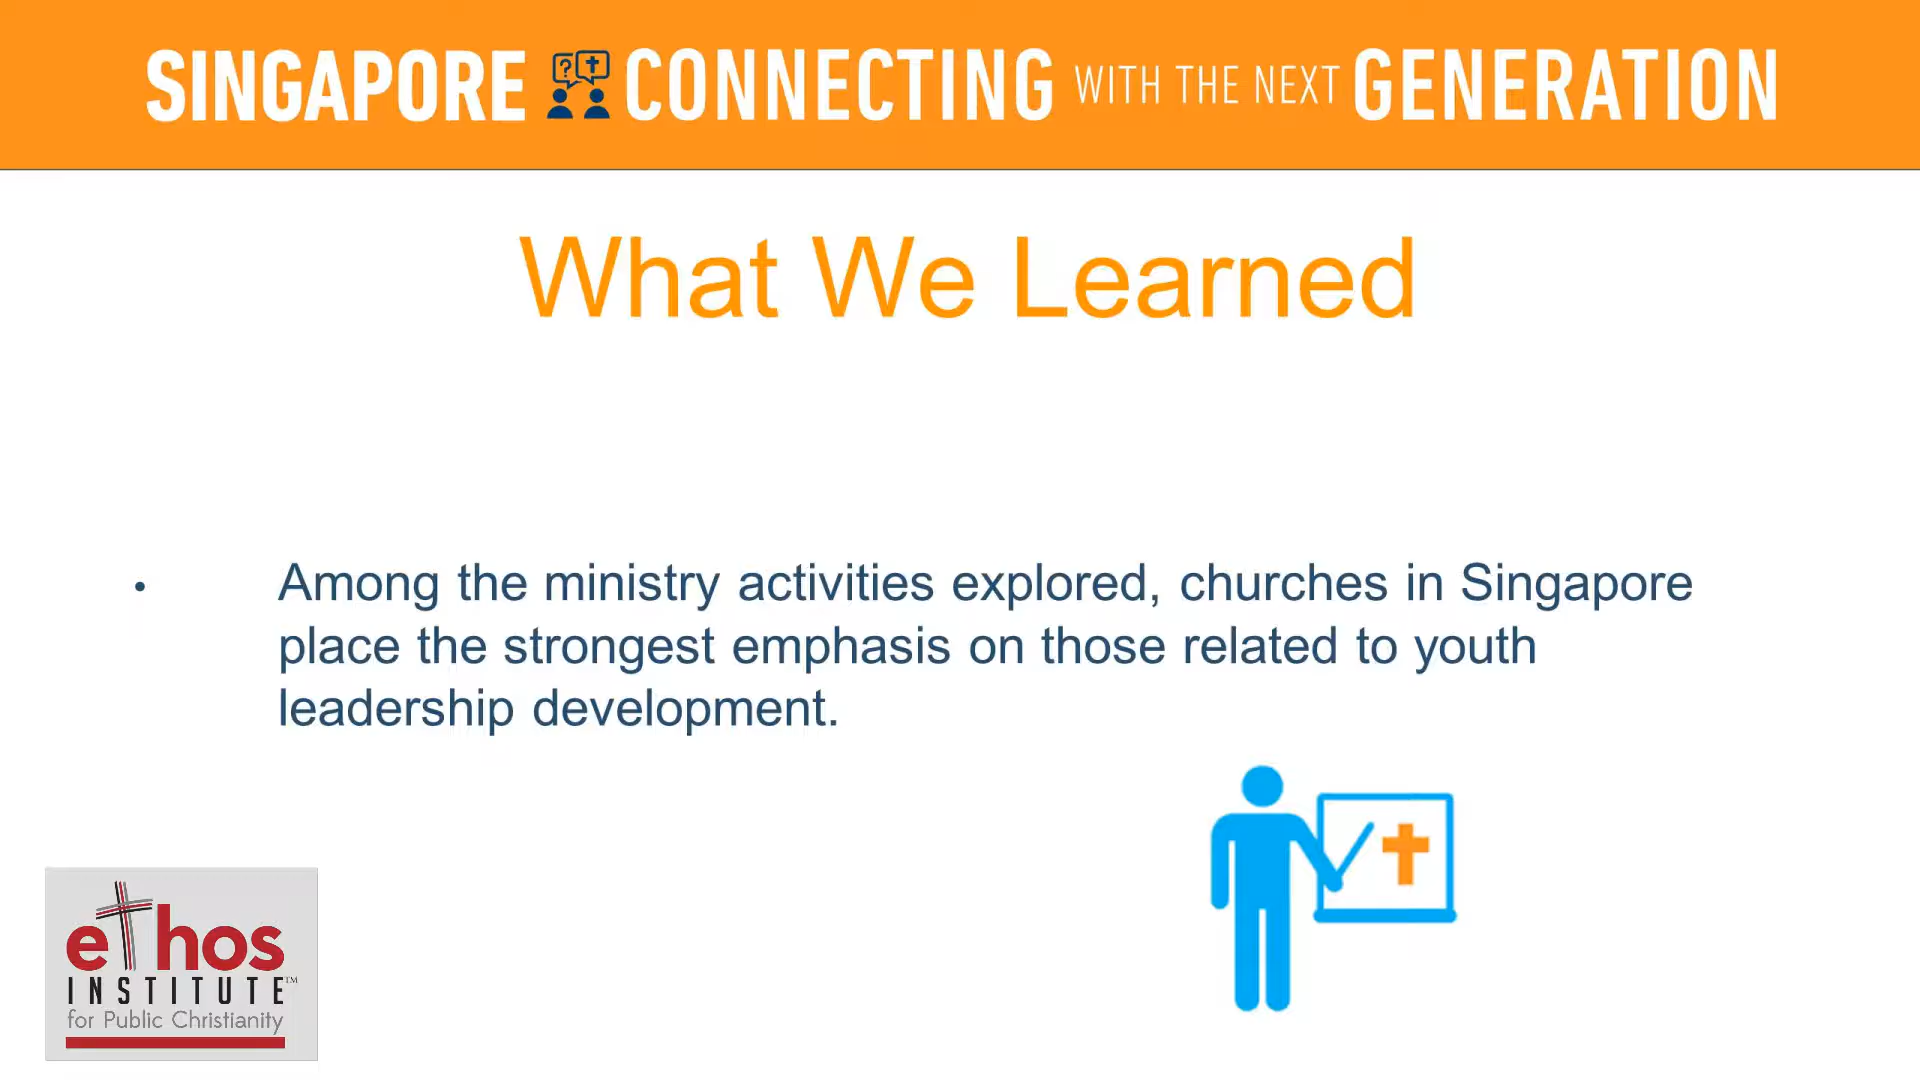 SINGAPORE ? CONNECTING WITH THE NEXT GENERATION
What We Learned
• Among the ministry activities explored, churches in Singapore
place the strongest emphasis on those related to youth
leadership development.
ethos
INSTITUTE™
for Public Christianity